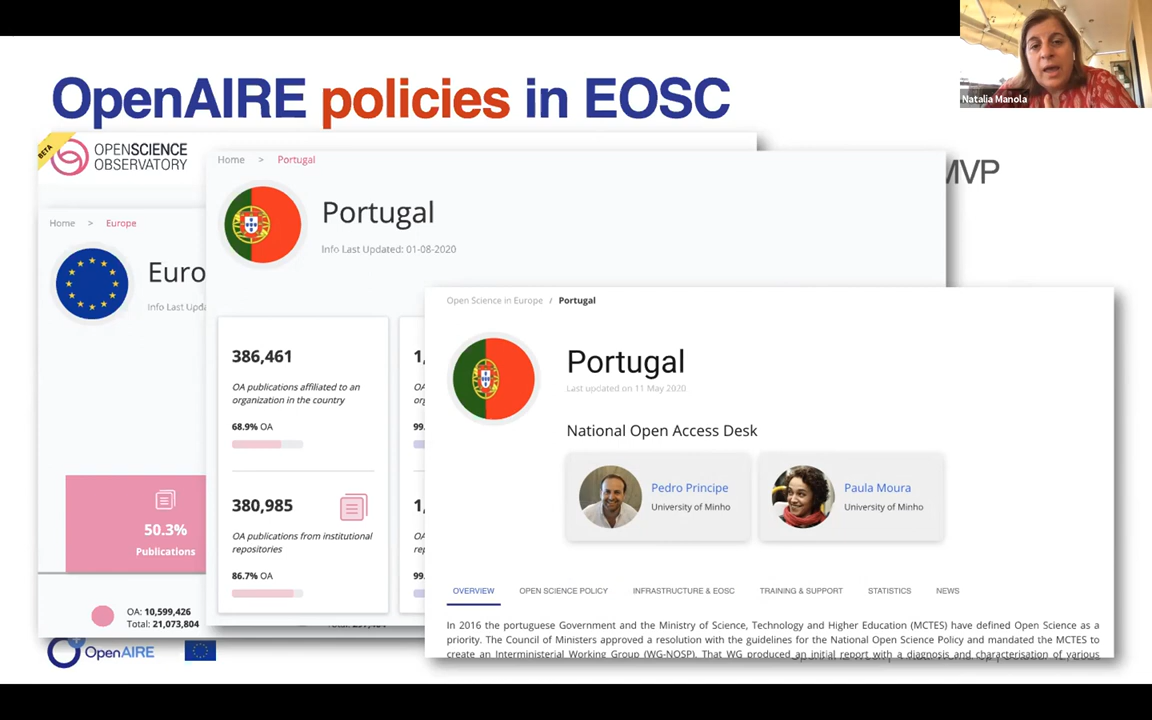 OpenAIRE policies in EOSC
Natalia Manola
MVP
BETA
OPENSCIENCE
OBSERVATORY
Home > Europe
Info Last
50.3%
Publications
OA: 10,599,426
Total: 21,073,804
Home > Portugal
Portugal
Info Last Updated: 01-08-2020
386,461
OA publications affiliated to an
organization in the country
68.9% OA
380,985
OA publications from institutional
repositories
86.7% OA
1,
99.
1,
99.
Open Science in Europe / Portugal
Portugal
Last updated on 11 May 2020
National Open Access Desk
Pedro Principe
University of Minho
Paula Moura
University of Minho
OVERVIEW OPEN SCIENCE POLICY INFRASTRUCTURE & EOSC TRAINING & SUPPORT STATISTICS NEWS
In 2016 the portuguese Government and the Ministry of Science, Technology and Higher Education (MCTES) have defined Open Science as a
priority. The Council of Ministers approved a resolution with the guidelines for the National Open Science Policy and mandated the MCTES to
create an Interministerial Working Group (WG-NOSP). That WG produced an initial report with a diagnosis and characterisation of various
OpenAIRE